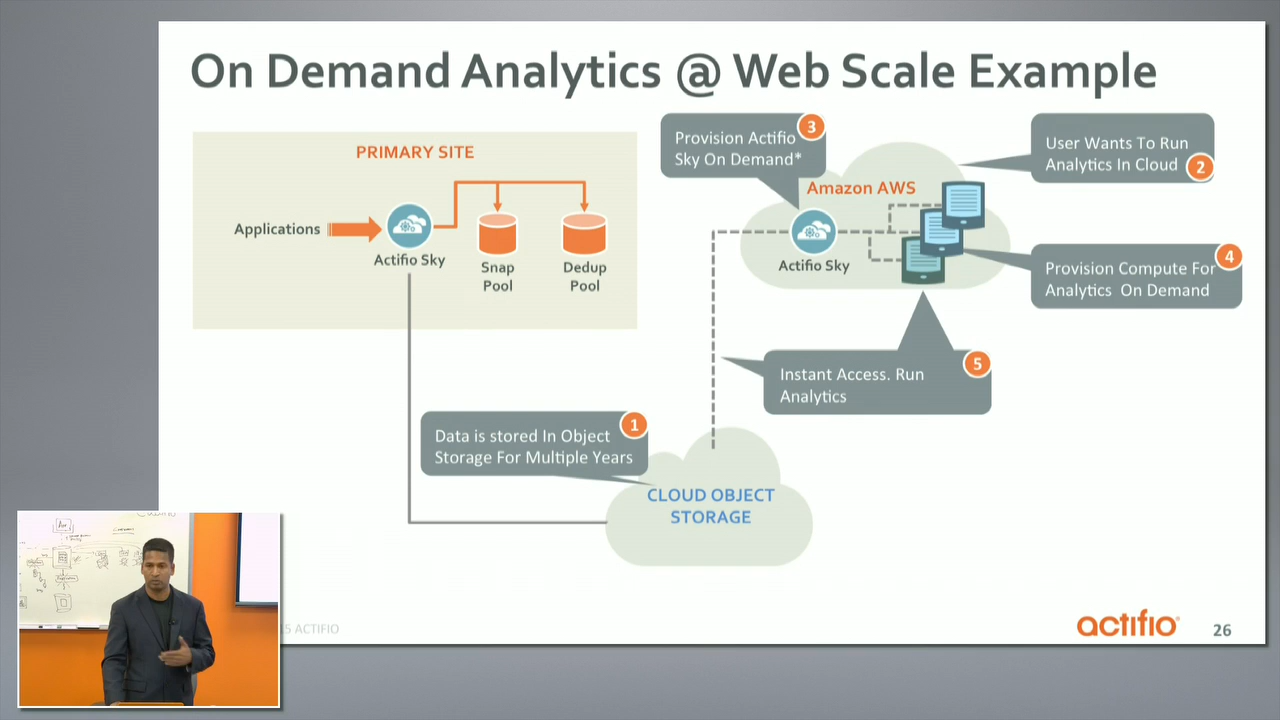 On Demand Analytics @ Web Scale Example
PRIMARY SITE
Applications
Actifio Sky
Snap
Pool
Dedup
Pool
3
Provision Actifio
Sky On Demand*
Amazon AWS
Actifio Sky
User Wants To Run
Analytics In Cloud
2
4
Provision Compute For
Analytics On Demand
5
Instant Access. Run
Analytics
1
Data is stored In Object
Storage For Multiple Years
CLOUD OBJECT
STORAGE
15 ACTIFIO
actifio
26